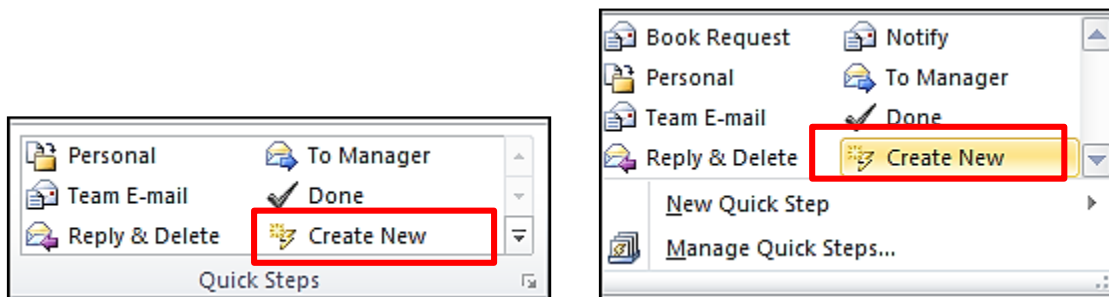 Personal To Manager
Team E-mail Done
Reply & Delete Create New
Quick Steps
Book Request Notify
Personal To Manager
Team E-mail Done
Reply & Delete Create New
New Quick Step
Manage Quick Steps...